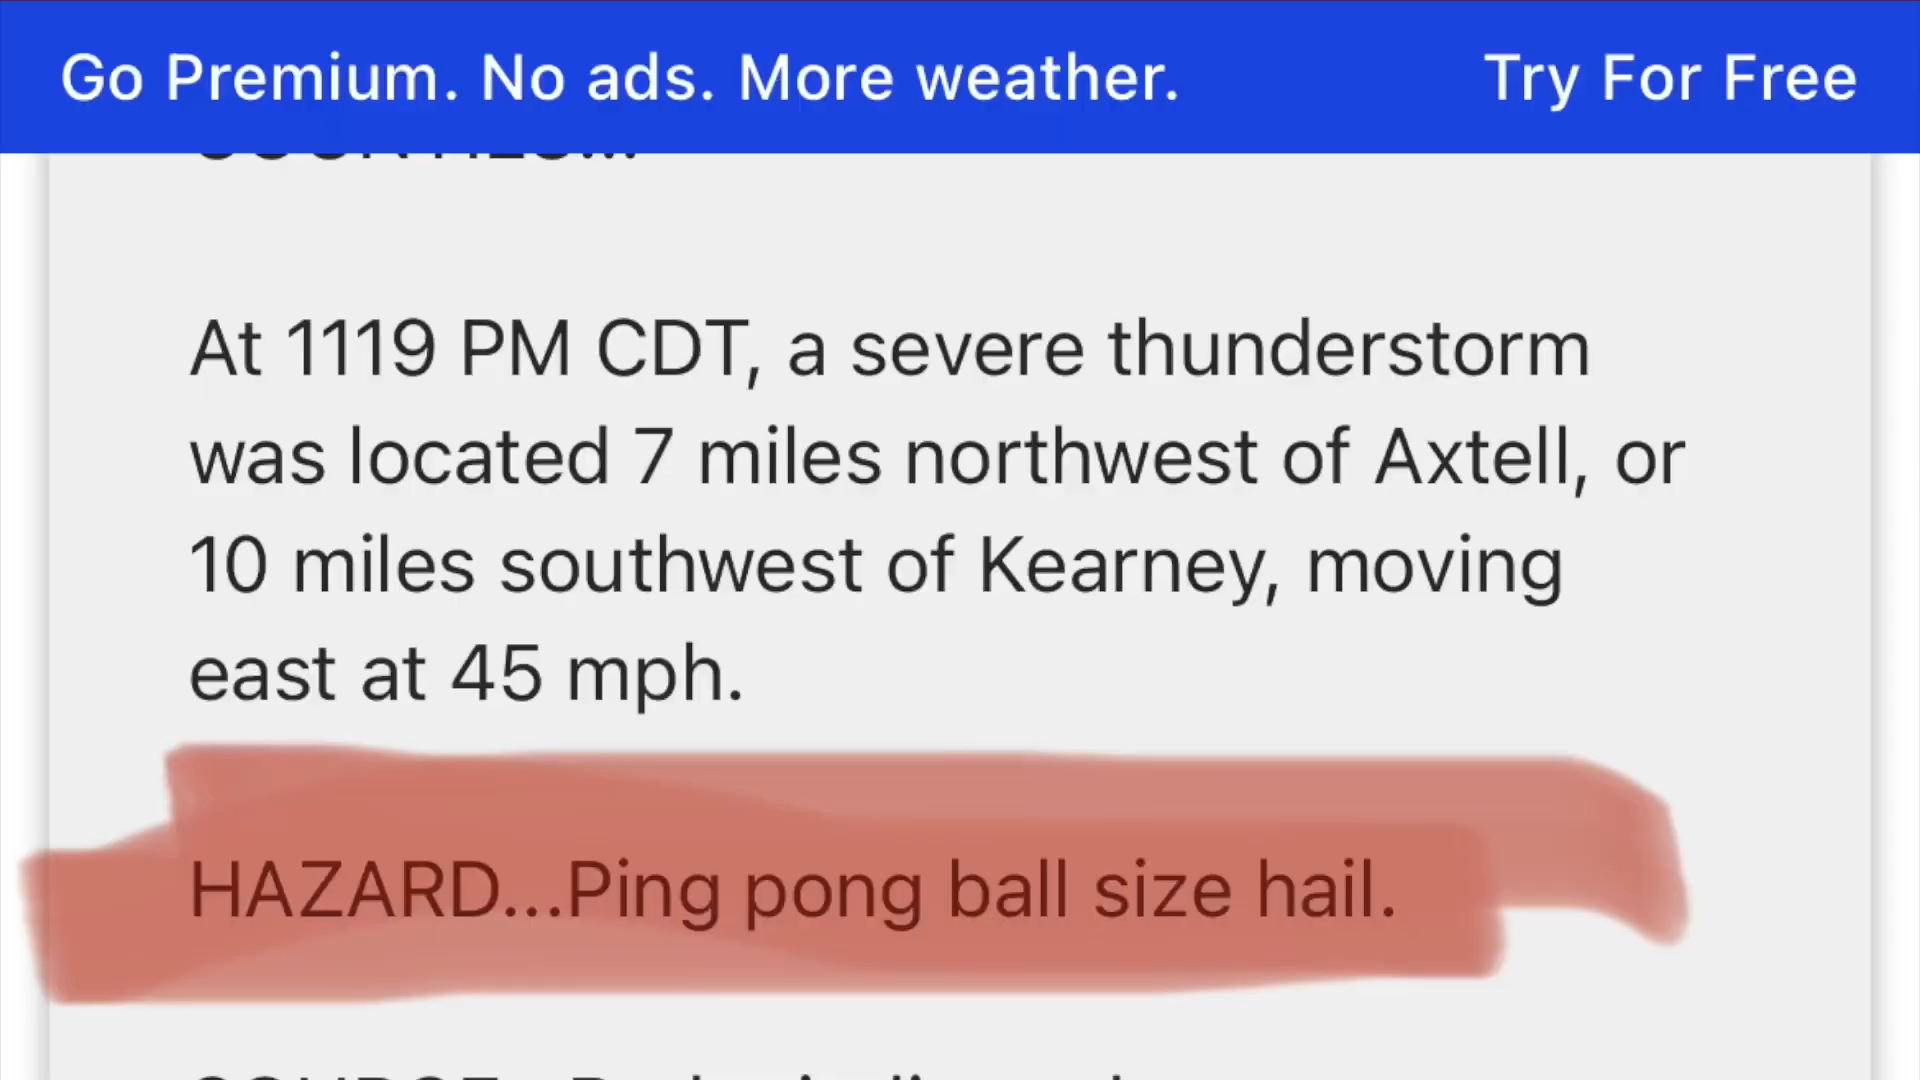 Go Premium. No ads. More weather. Try For Free
At 1119 PM CDT, a severe thunderstorm
was located 7 miles northwest of Axtell, or
10 miles southwest of Kearney, moving
east at 45 mph.
HAZARD...Ping pong ball size hail.